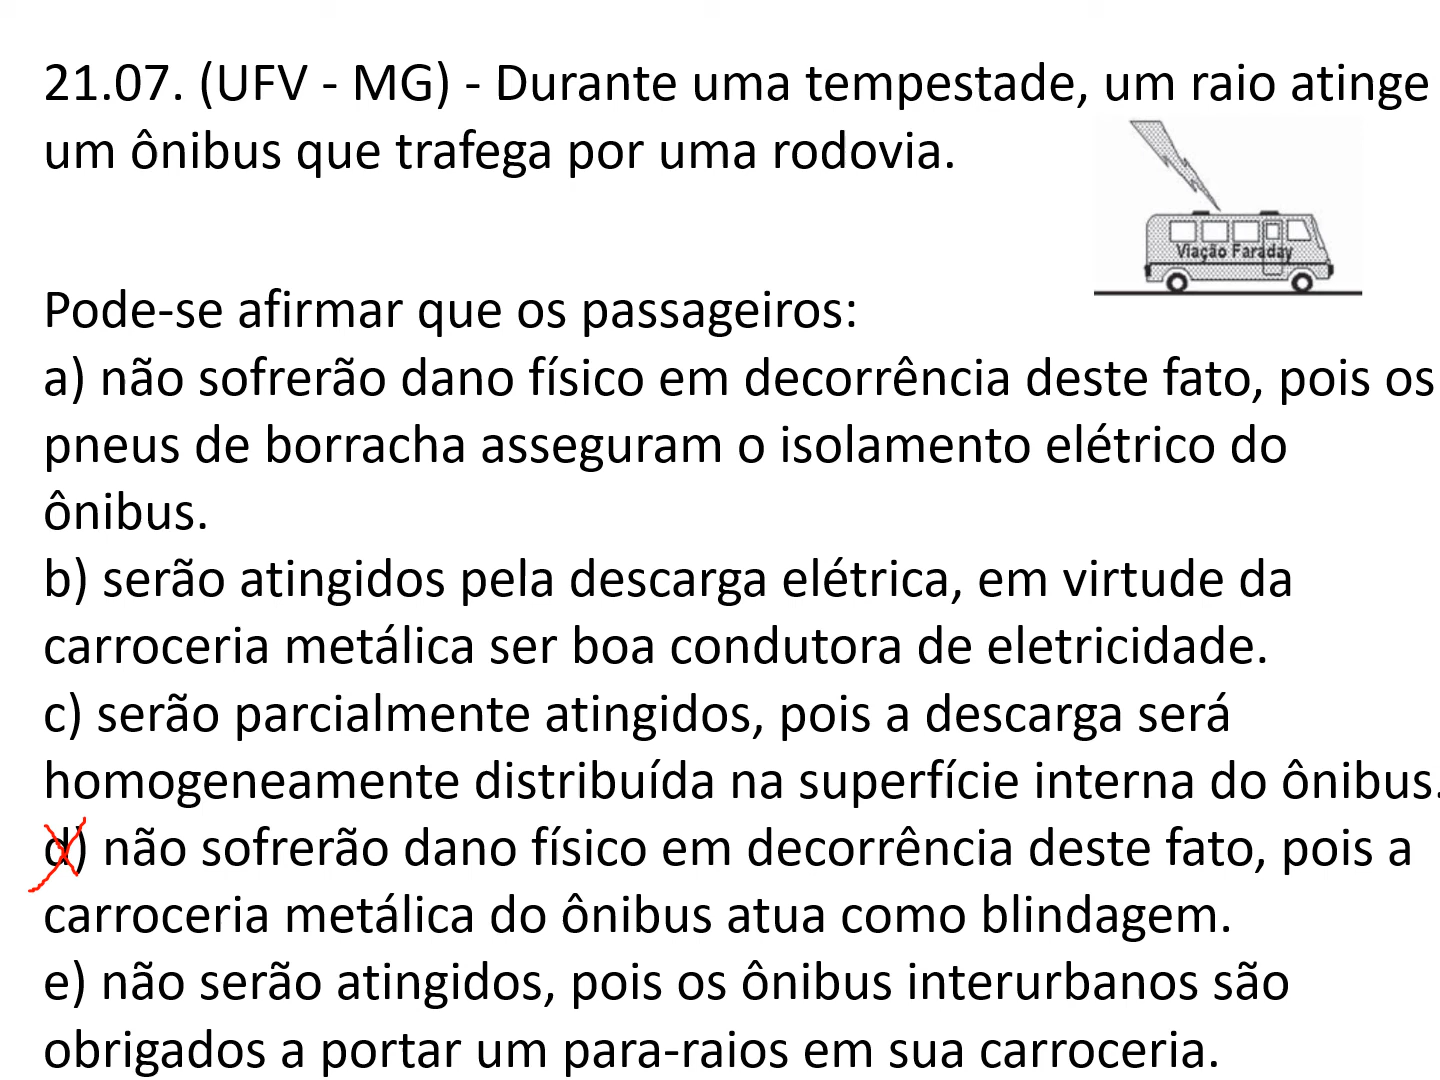 21.07. (UFV - MG) - Durante uma tempestade, um raio atinge
um ônibus que trafega por uma rodovia.
Viação Faraday
Pode-se afirmar que os passageiros:
a) não sofrerão dano físico em decorrência deste fato, pois os
pneus de borracha asseguram o isolamento elétrico do
ônibus.
b) serão atingidos pela descarga elétrica, em virtude da
carroceria metálica ser boa condutora de eletricidade.
c) serão parcialmente atingidos, pois a descarga será
homogeneamente distribuída na superfície interna do ônibus.
d) não sofrerão dano físico em decorrência deste fato, pois a
carroceria metálica do ônibus atua como blindagem.
e) não serão atingidos, pois os ônibus interurbanos são
obrigados a portar um para-raios em sua carroceria.